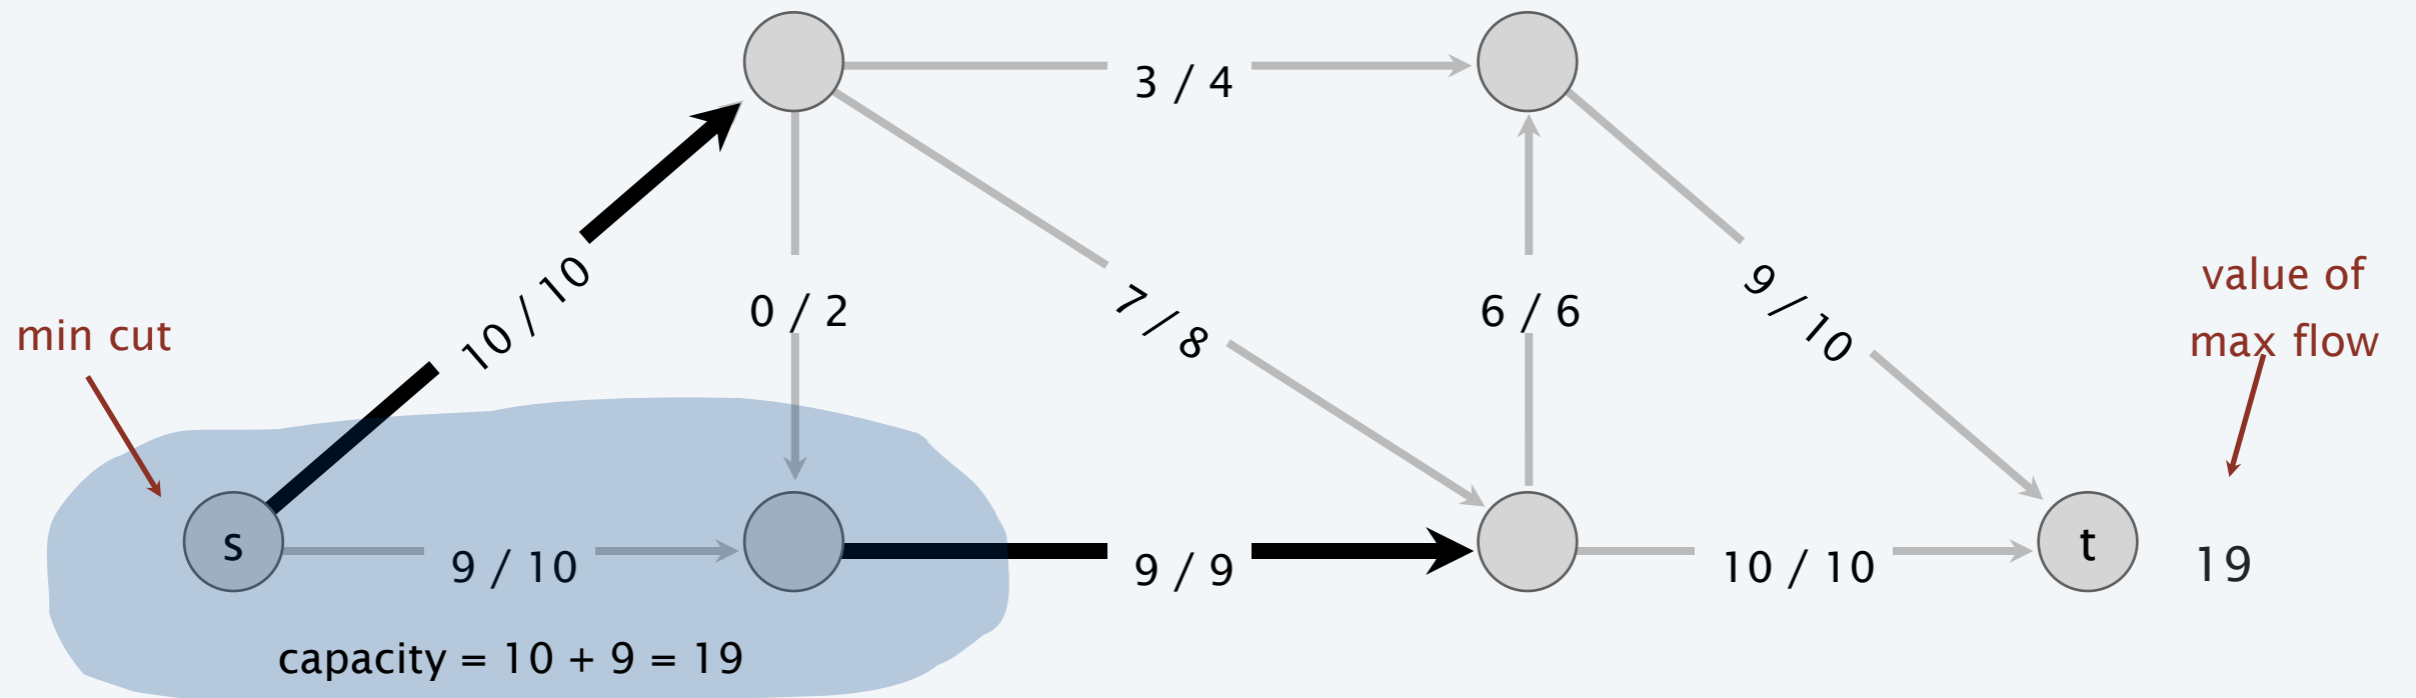 3 / 4
10 / 10
0 / 2
7 / 8
6 / 6
9 / 10
value of
max flow
min cut
s
9 / 10
9 / 9
10 / 10
t
19
capacity = 10 + 9 = 19